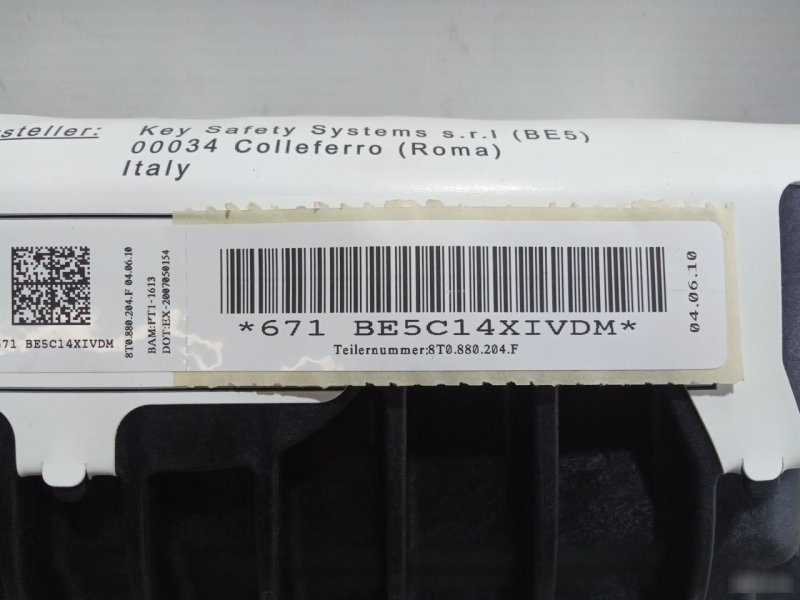 steller: Key Safety Systems s.r.l (BE5)
00034 Colleferro (Roma)
Italy
671 BE5C14XIVDM
8T0.880.204.F 04.06.10
BAM:PT1-1613
DOT:EX-2007050154
*671 BE5C14XIVDM*
Teilernummer:8T0.880.204.F
04.06.10